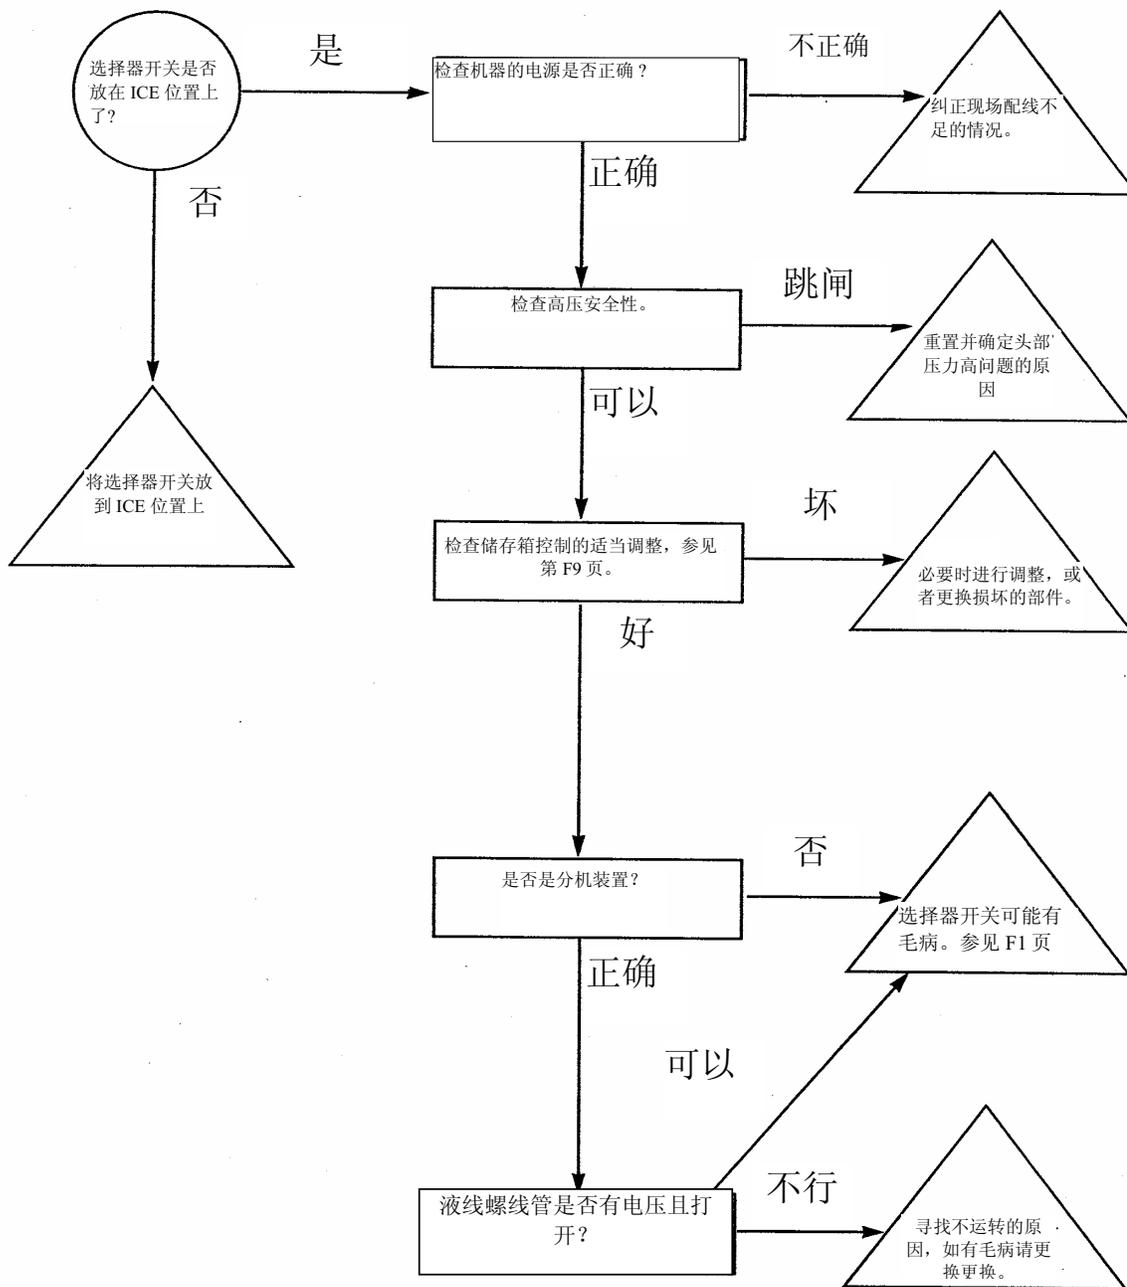 选择器开关是否
放在 ICE 位置上
了?
是
检查机器的电源是否正确？
不正确
纠正现场配线不
足的情况。
否
正确
检查高压安全性。
跳闸
重置并确定头部
压力高问题的原
因
将选择器开关放
到 ICE 位置上
可以
检查储存箱控制的适当调整，参见
第 F9 页。
坏
必要时进行调整，或
者更换损坏的部件。
好
是否是分机装置？
否
选择器开关可能有
毛病。参见 F1 页
正确
可以
液线螺线管是否有电压且打
开？
不行
寻找不运转的原
因，如有毛病请更
换更换。